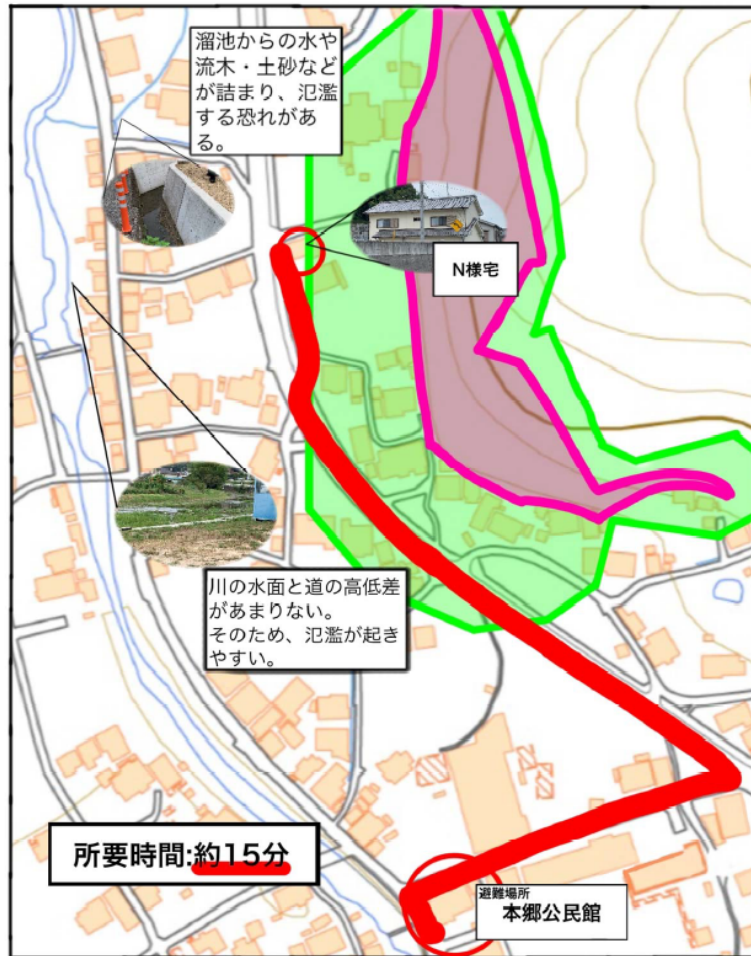 溜池からの水や
流木・土砂など
が詰まり、氾濫
する恐れがあ
る。
N様宅
川の水面と道の高低差
があまりない。
そのため、氾濫が起き
やすい。
所要時間:約15分
避難場所
本郷公民館